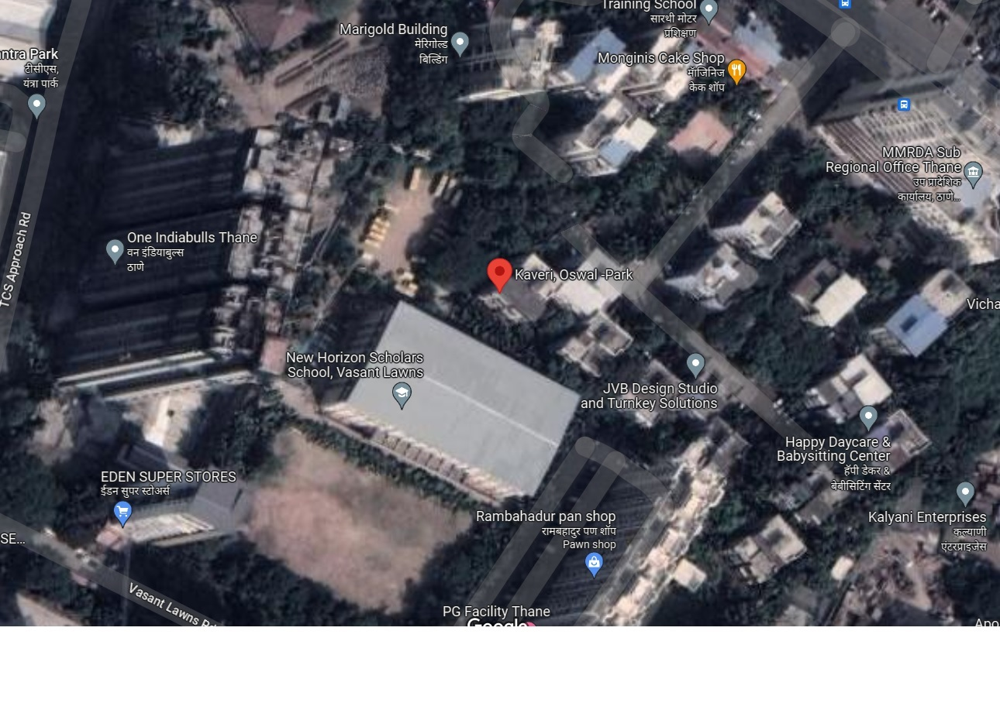 Training School
सारथी मोटर
प्रशिक्षण
Marigold Building
मेरिगोल्ड
बिल्डिंग
ntra Park
टीसीएस,
यंत्रा पार्क
Monginis Cake Shop
मॉजिनिज
केक शॉप
MMRDA Sub
Regional Office Thane
उप प्रादेशिक
कार्यालय, ठाणे...
TCS Approach Rd
One Indiabulls Thane
वन इंडियाबुल्स
ठाणे
Kaveri, Oswal -Park
Vicha
New Horizon Scholars
School, Vasant Lawns
JVB Design Studio
and Turnkey Solutions
Happy Daycare &
Babysitting Center
हॅपी डेकर &
बेबीसिटिंग सेंटर
EDEN SUPER STORES
ईडन सुपर स्टोअर्स
Rambahadur pan shop
रामबहादुर पण शॉप
Pawn shop
Kalyani Enterprises
कल्याणी
एंटरप्राइजेस
SE...
Vasant Lawns Rd
PG Facility Thane
Google
Apo